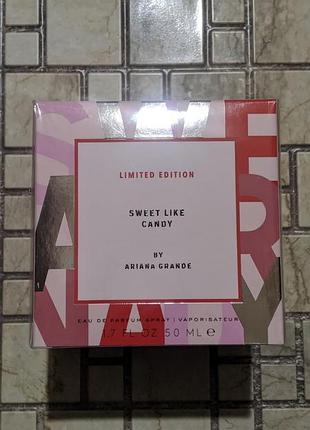 LIMITED EDITION
SWEET LIKE
CANDY
BY
ARIANA GRANDE
EAU DE PARFUM SPRAY | VAPORISATEUR
1.7 FL OZ 50 ML ℮